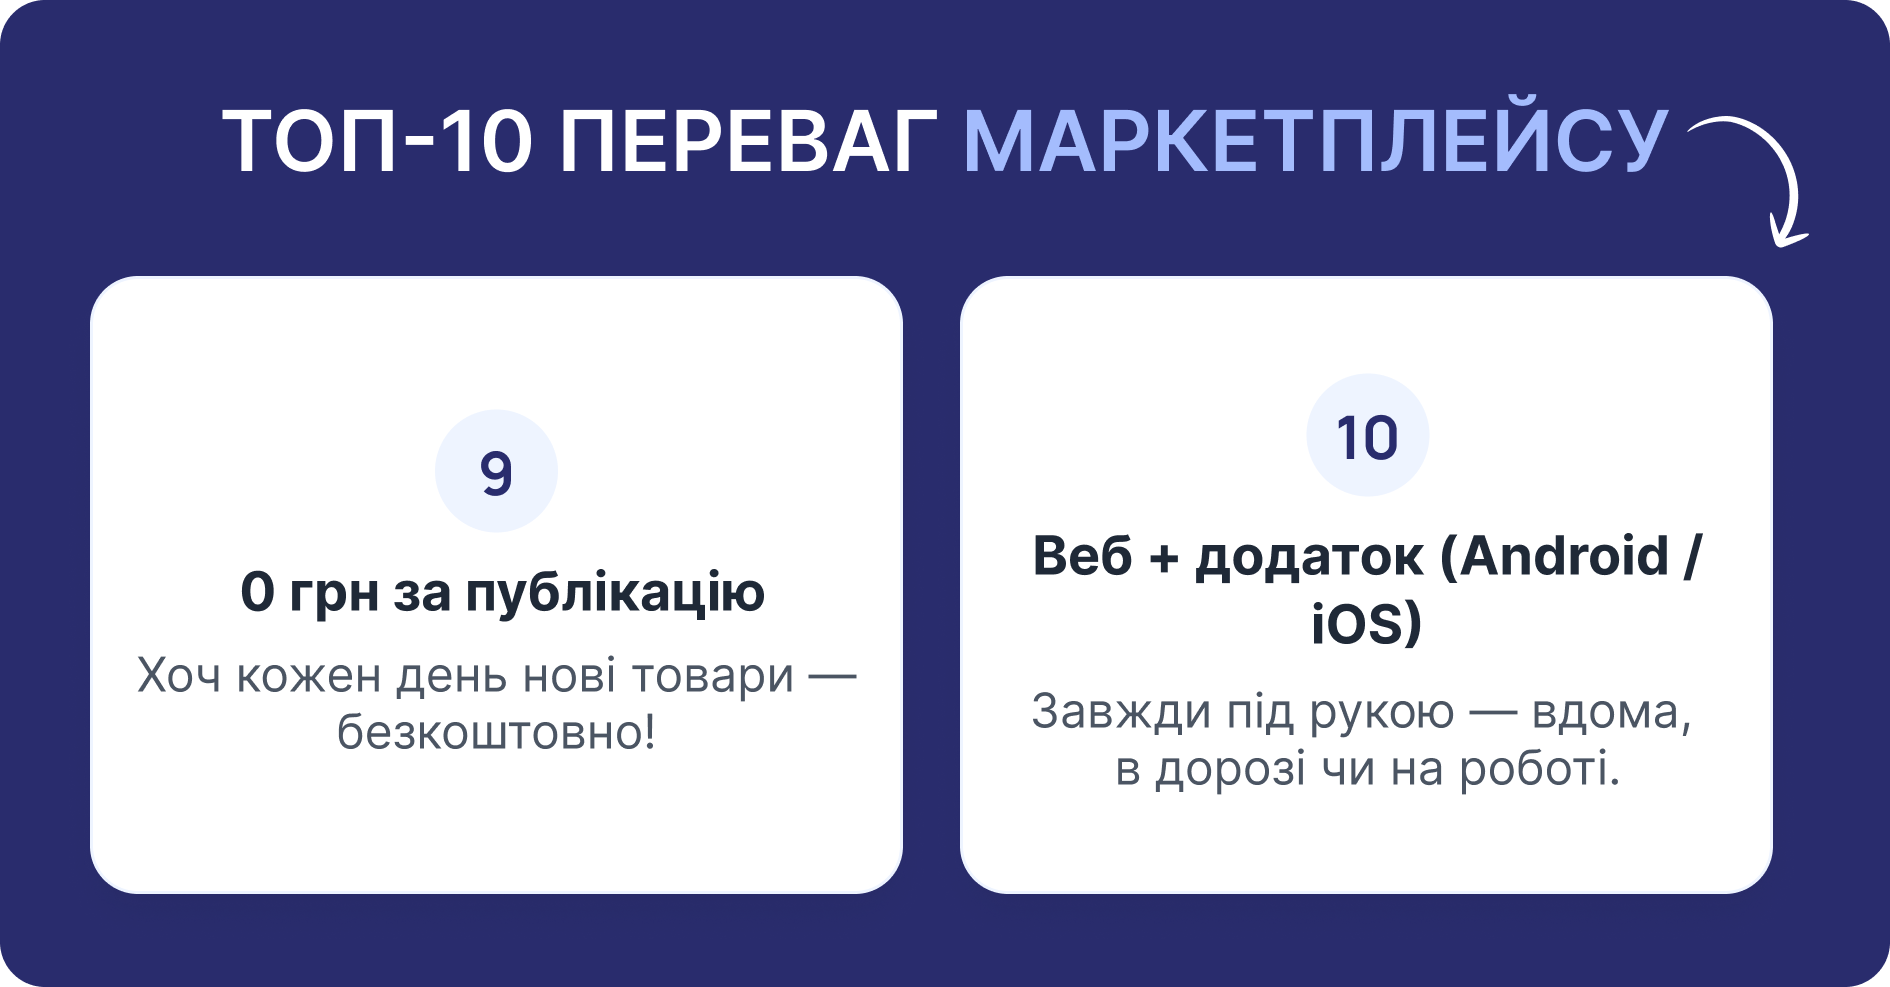 ТОП-10 ПЕРЕВАГ МАРКЕТПЛЕЙСУ
9
0 грн за публікацію
Хоч кожен день нові товари —
безкоштовно!
10
Веб + додаток (Android /
iOS)
Завжди під рукою — вдома,
в дорозі чи на роботі.